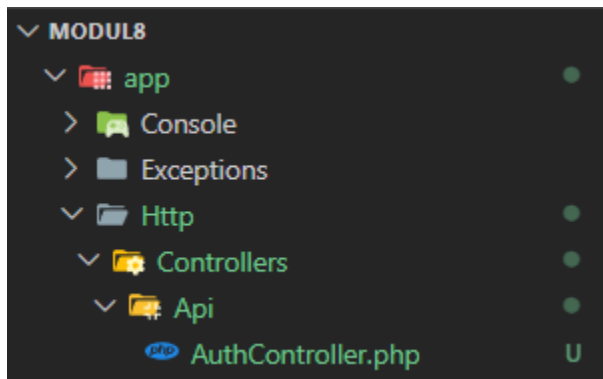 MODUL8
app
Console
Exceptions
Http
Controllers
Api
php AuthController.php U